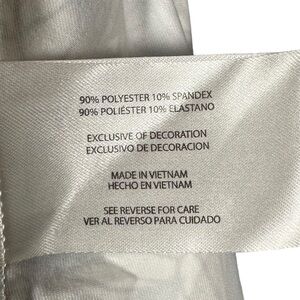 90% POLYESTER 10% SPANDEX
90% POLIÉSTER 10% ELASTANO
EXCLUSIVE OF DECORATION
EXCLUSIVO DE DECORACION
MADE IN VIETNAM
HECHO EN VIETNAM
SEE REVERSE FOR CARE
VER AL REVERSO PARA CUIDADO